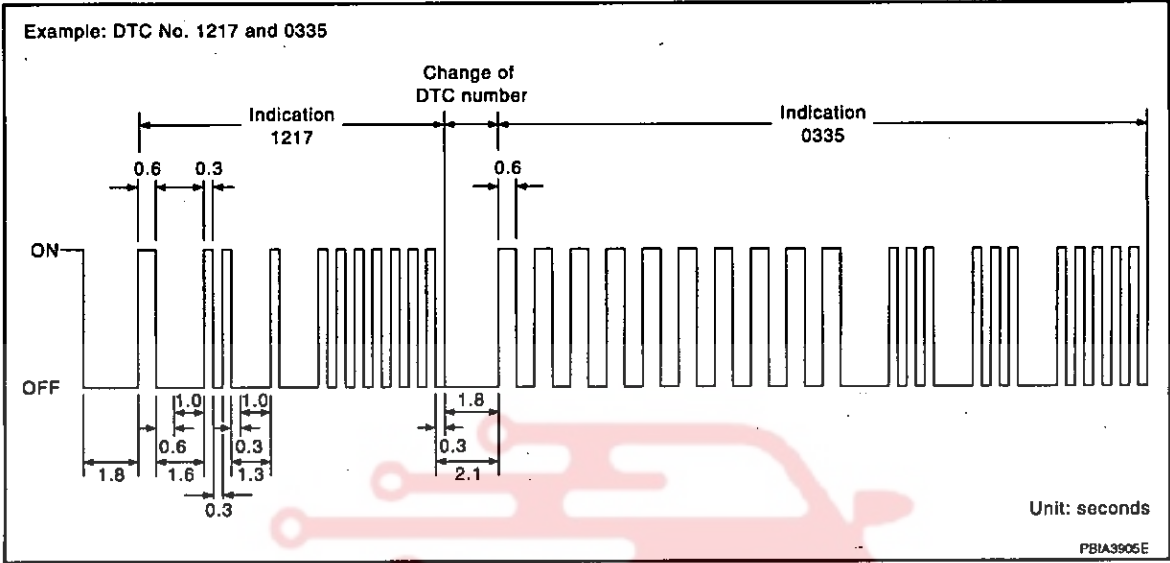 Example: DTC No. 1217 and 0335
Change of
DTC number
Indication
1217
Indication
0335
0.6
0.3
0.6
ON
OFF
1.0
1.0
1.8
0.6
0.3
0.3
1.8
1.6
1.3
2.1
0.3
Unit: seconds
PBIA3905E